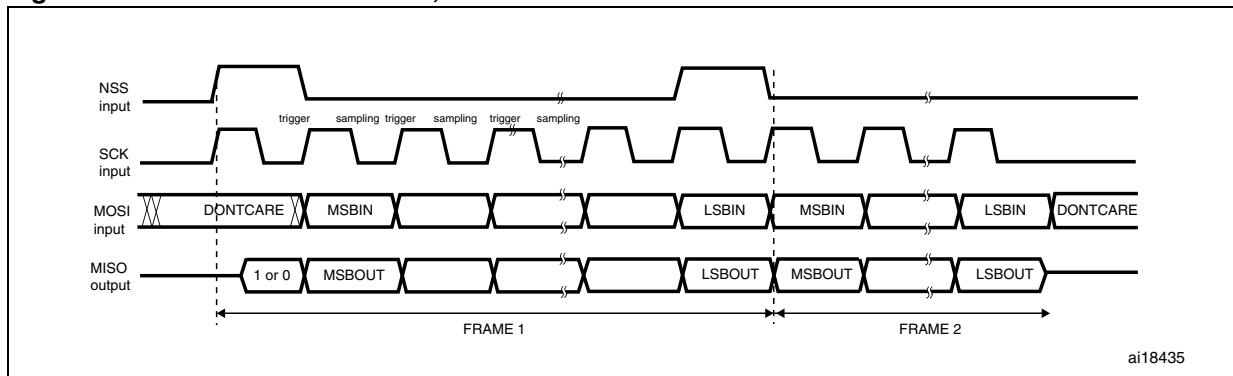 NSS
input
trigger sampling trigger sampling trigger sampling
SCK
input
MOSI
input
DONTCARE MSBIN LSBIN MSBIN LSBIN DONTCARE
MISO
output
1 or 0 MSBOUT LSBOUT MSBOUT LSBOUT
FRAME 1 FRAME 2
ai18435